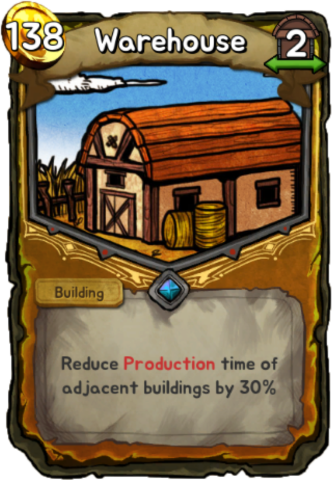 138
Warehouse
2
Building
Reduce Production time of
adjacent buildings by 30%